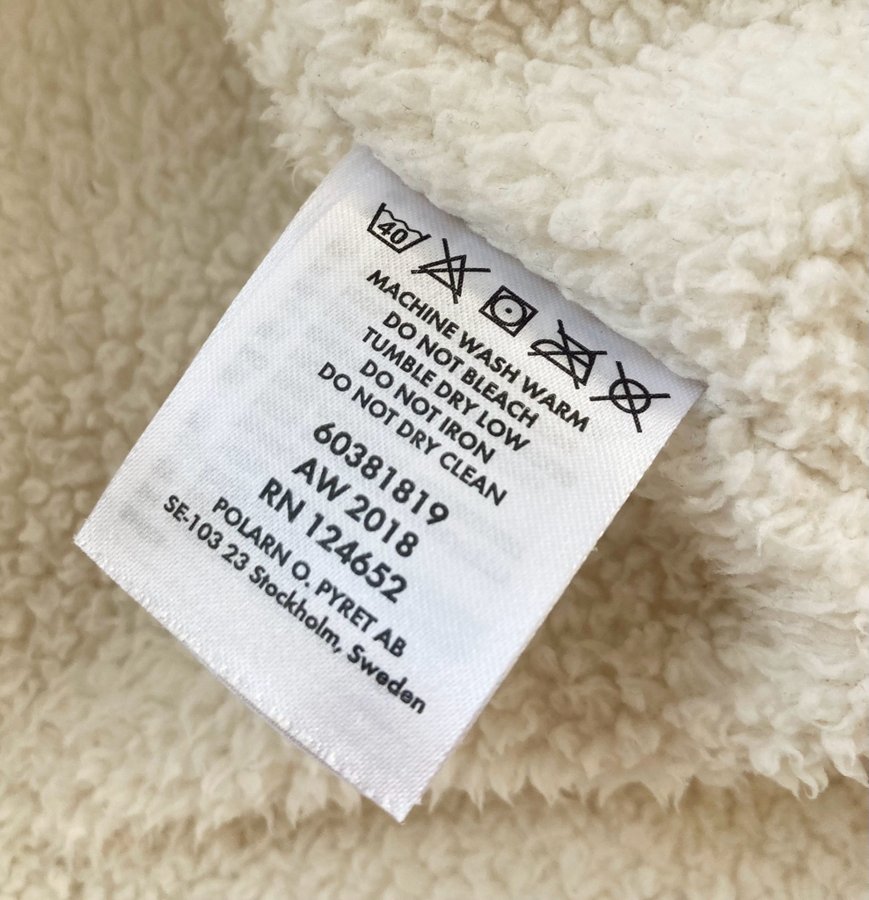 40
MACHINE WASH WARM
DO NOT BLEACH
TUMBLE DRY LOW
DO NOT IRON
DO NOT DRY CLEAN
60381819
AW 2018
RN 124652
POLARN O. PYRET AB
SE-103 23 Stockholm, Sweden